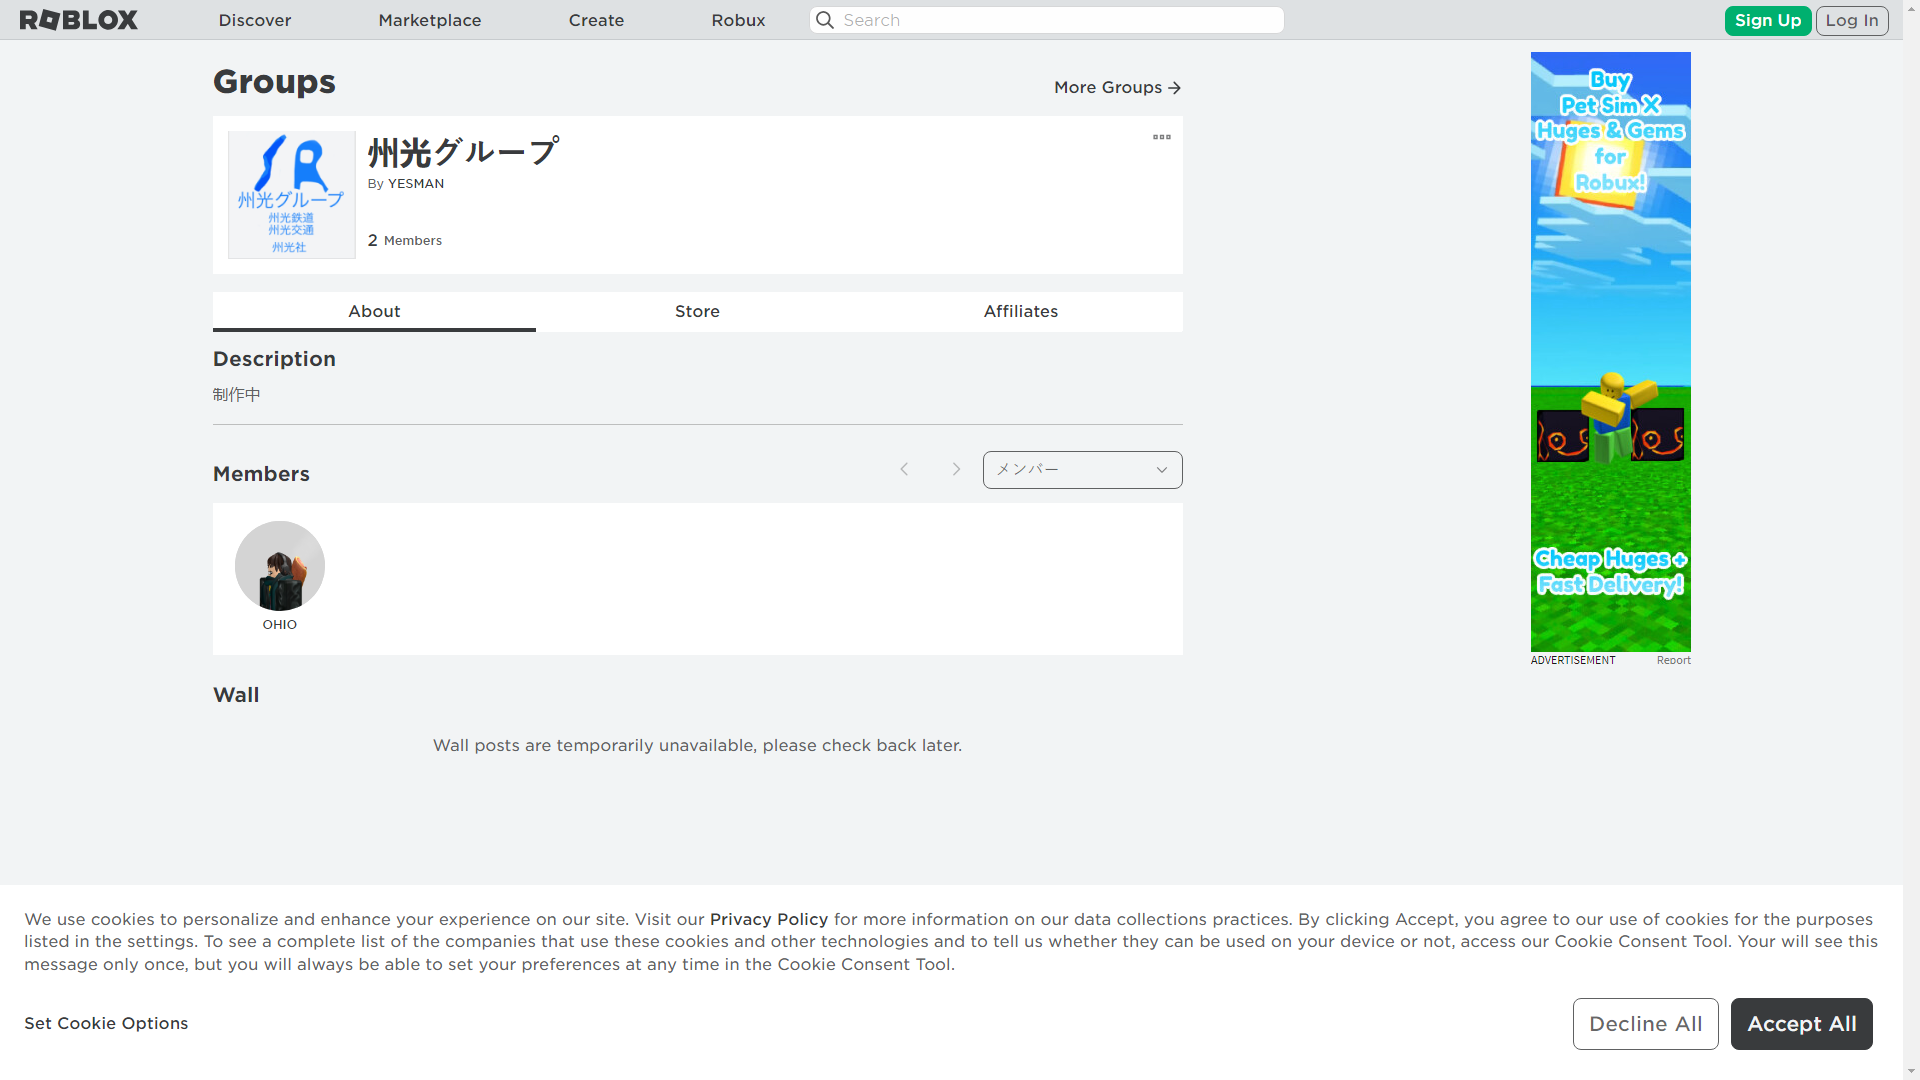 ROBLOX
Discover
Marketplace
Create
Robux
Search
Sign Up
Log In
Groups
More Groups
州光グループ
By YESMAN
2 Members
州光グループ
州光鉄道
州光交通
州光社
About
Store
Affiliates
Description
制作中
Members
メンバー
OHIO
Wall
Wall posts are temporarily unavailable, please check back later.
Buy
Pet Sim X
Huges & Gems
for
Robux!
Cheap Huges +
Fast Delivery!
ADVERTISEMENT
Report
We use cookies to personalize and enhance your experience on our site. Visit our Privacy Policy for more information on our data collections practices. By clicking Accept, you agree to our use of cookies for the purposes
listed in the settings. To see a complete list of the companies that use these cookies and other technologies and to tell us whether they can be used on your device or not, access our Cookie Consent Tool. Your will see this
message only once, but you will always be able to set your preferences at any time in the Cookie Consent Tool.
Set Cookie Options
Decline All
Accept All